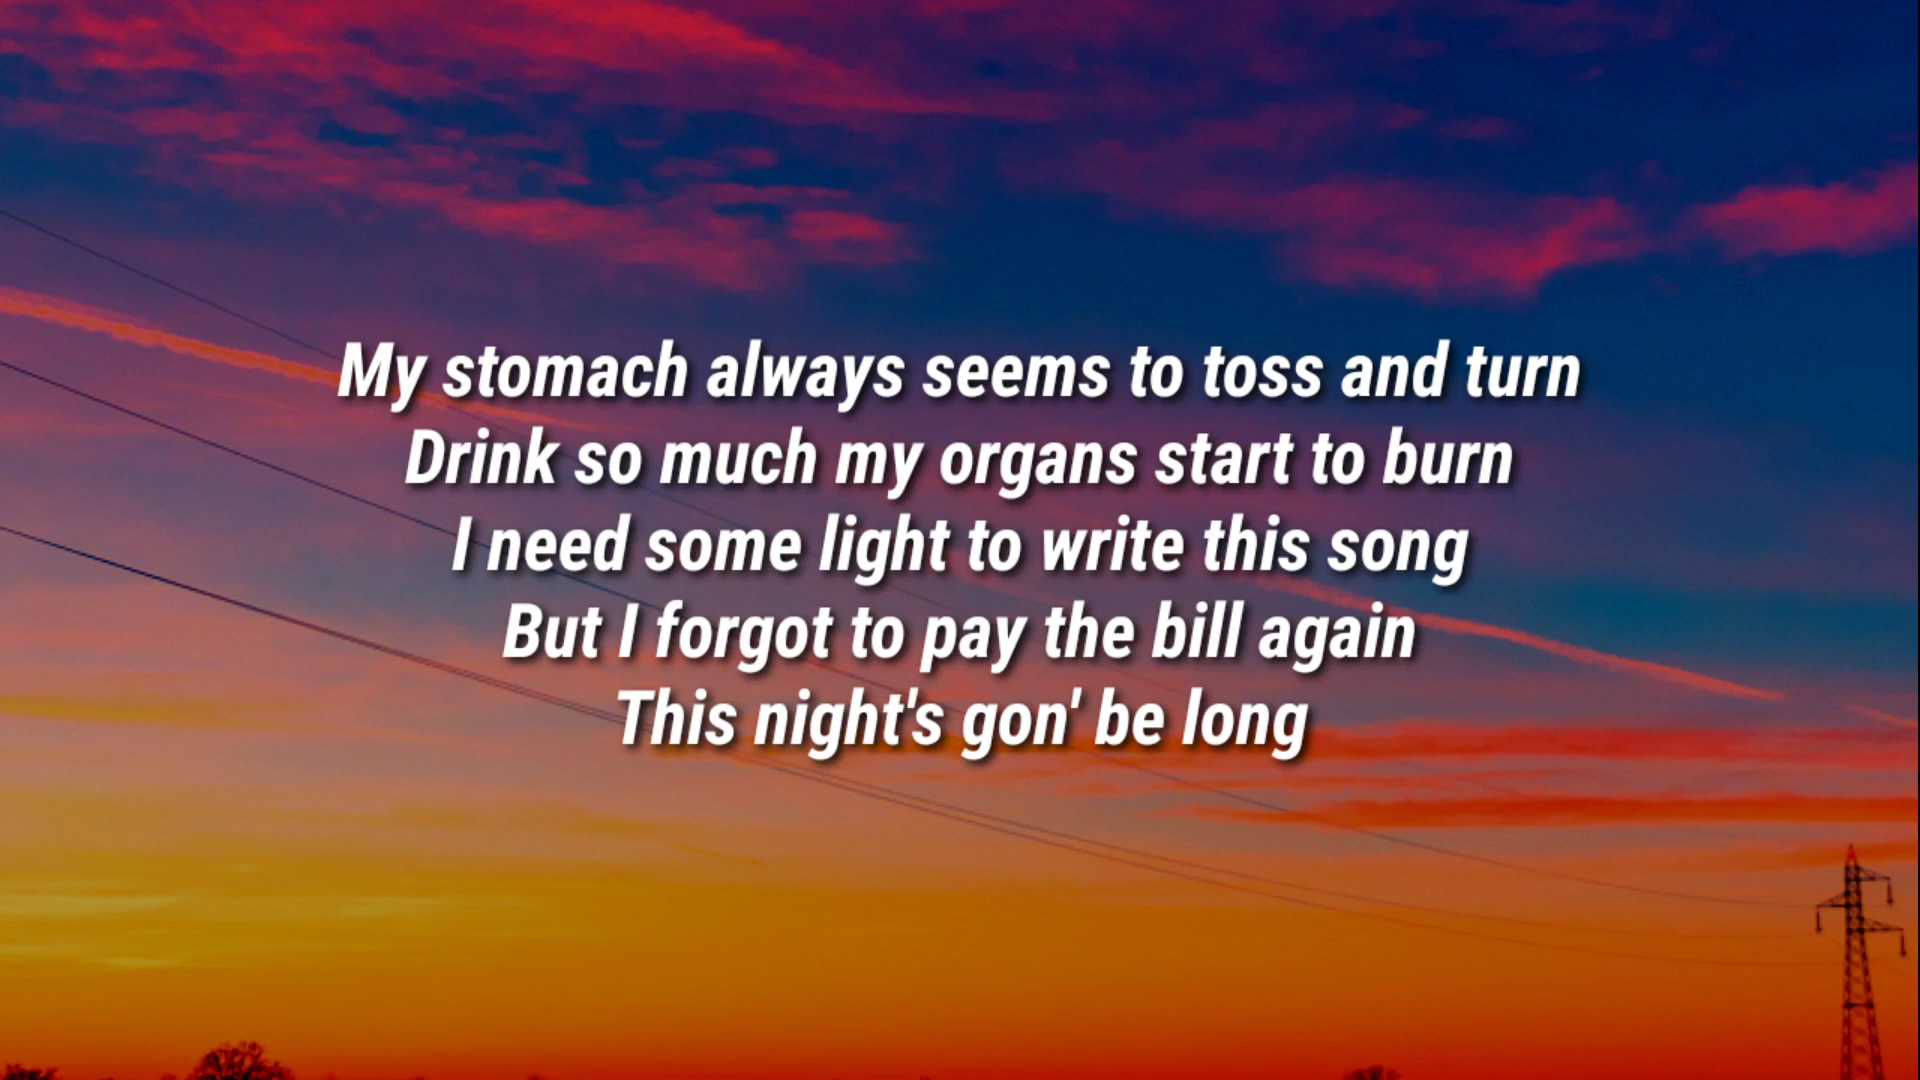 My stomach always seems to toss and turn
Drink so much my organs start to burn
I need some light to write this song
But I forgot to pay the bill again
This night's gon' be long